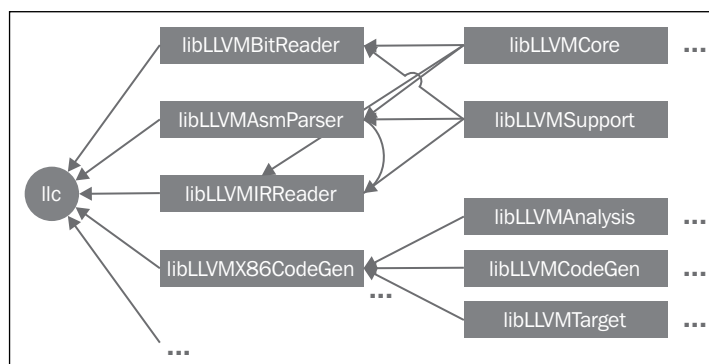 libLLVMBitReader
libLLVMCore
...
libLLVMAsmParser
libLLVMSupport
llc
libLLVMIRReader
libLLVMAnalysis
...
libLLVMX86CodeGen
libLLVMCodeGen
...
...
libLLVMTarget
...
...